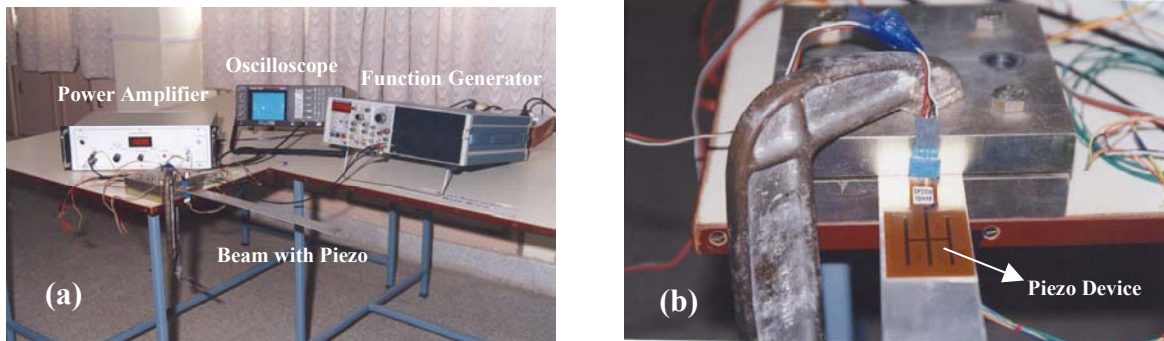 Oscilloscope
Function Generator
Power Amplifier
Beam with Piezo
(a)
(b)
Piezo Device